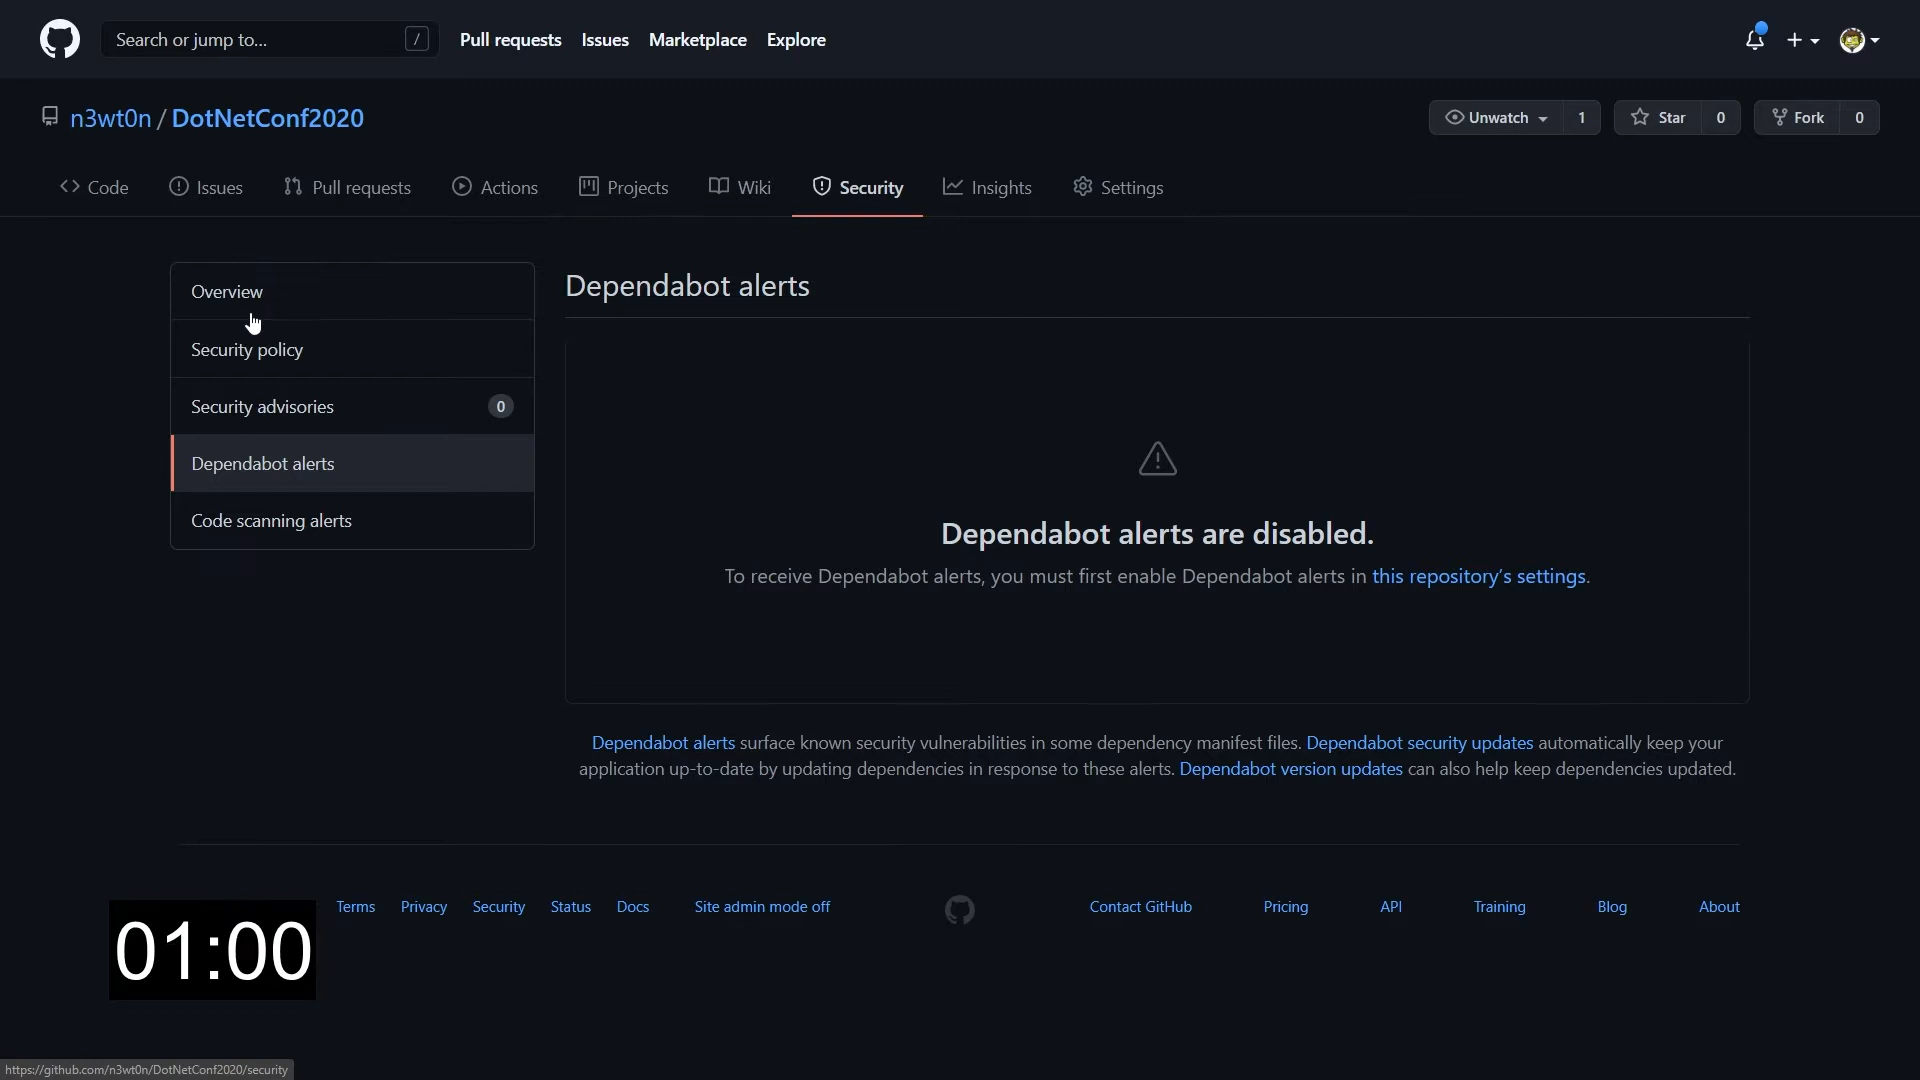 Search or jump to...
/
Pull requests
Issues
Marketplace
Explore
n3wt0n / DotNetConf2020
Unwatch
1
Star
0
Fork
0
Code
Issues
Pull requests
Actions
Projects
Wiki
Security
Insights
Settings
Overview
Security policy
Security advisories
0
Dependabot alerts
Code scanning alerts
Dependabot alerts
Dependabot alerts are disabled.
To receive Dependabot alerts, you must first enable Dependabot alerts in this repository's settings.
Dependabot alerts surface known security vulnerabilities in some dependency manifest files. Dependabot security updates automatically keep your
application up-to-date by updating dependencies in response to these alerts. Dependabot version updates can also help keep dependencies updated.
Terms
Privacy
Security
Status
Docs
Site admin mode off
Contact GitHub
Pricing
API
Training
Blog
About
01:00
https://github.com/n3wt0n/DotNetConf2020/security